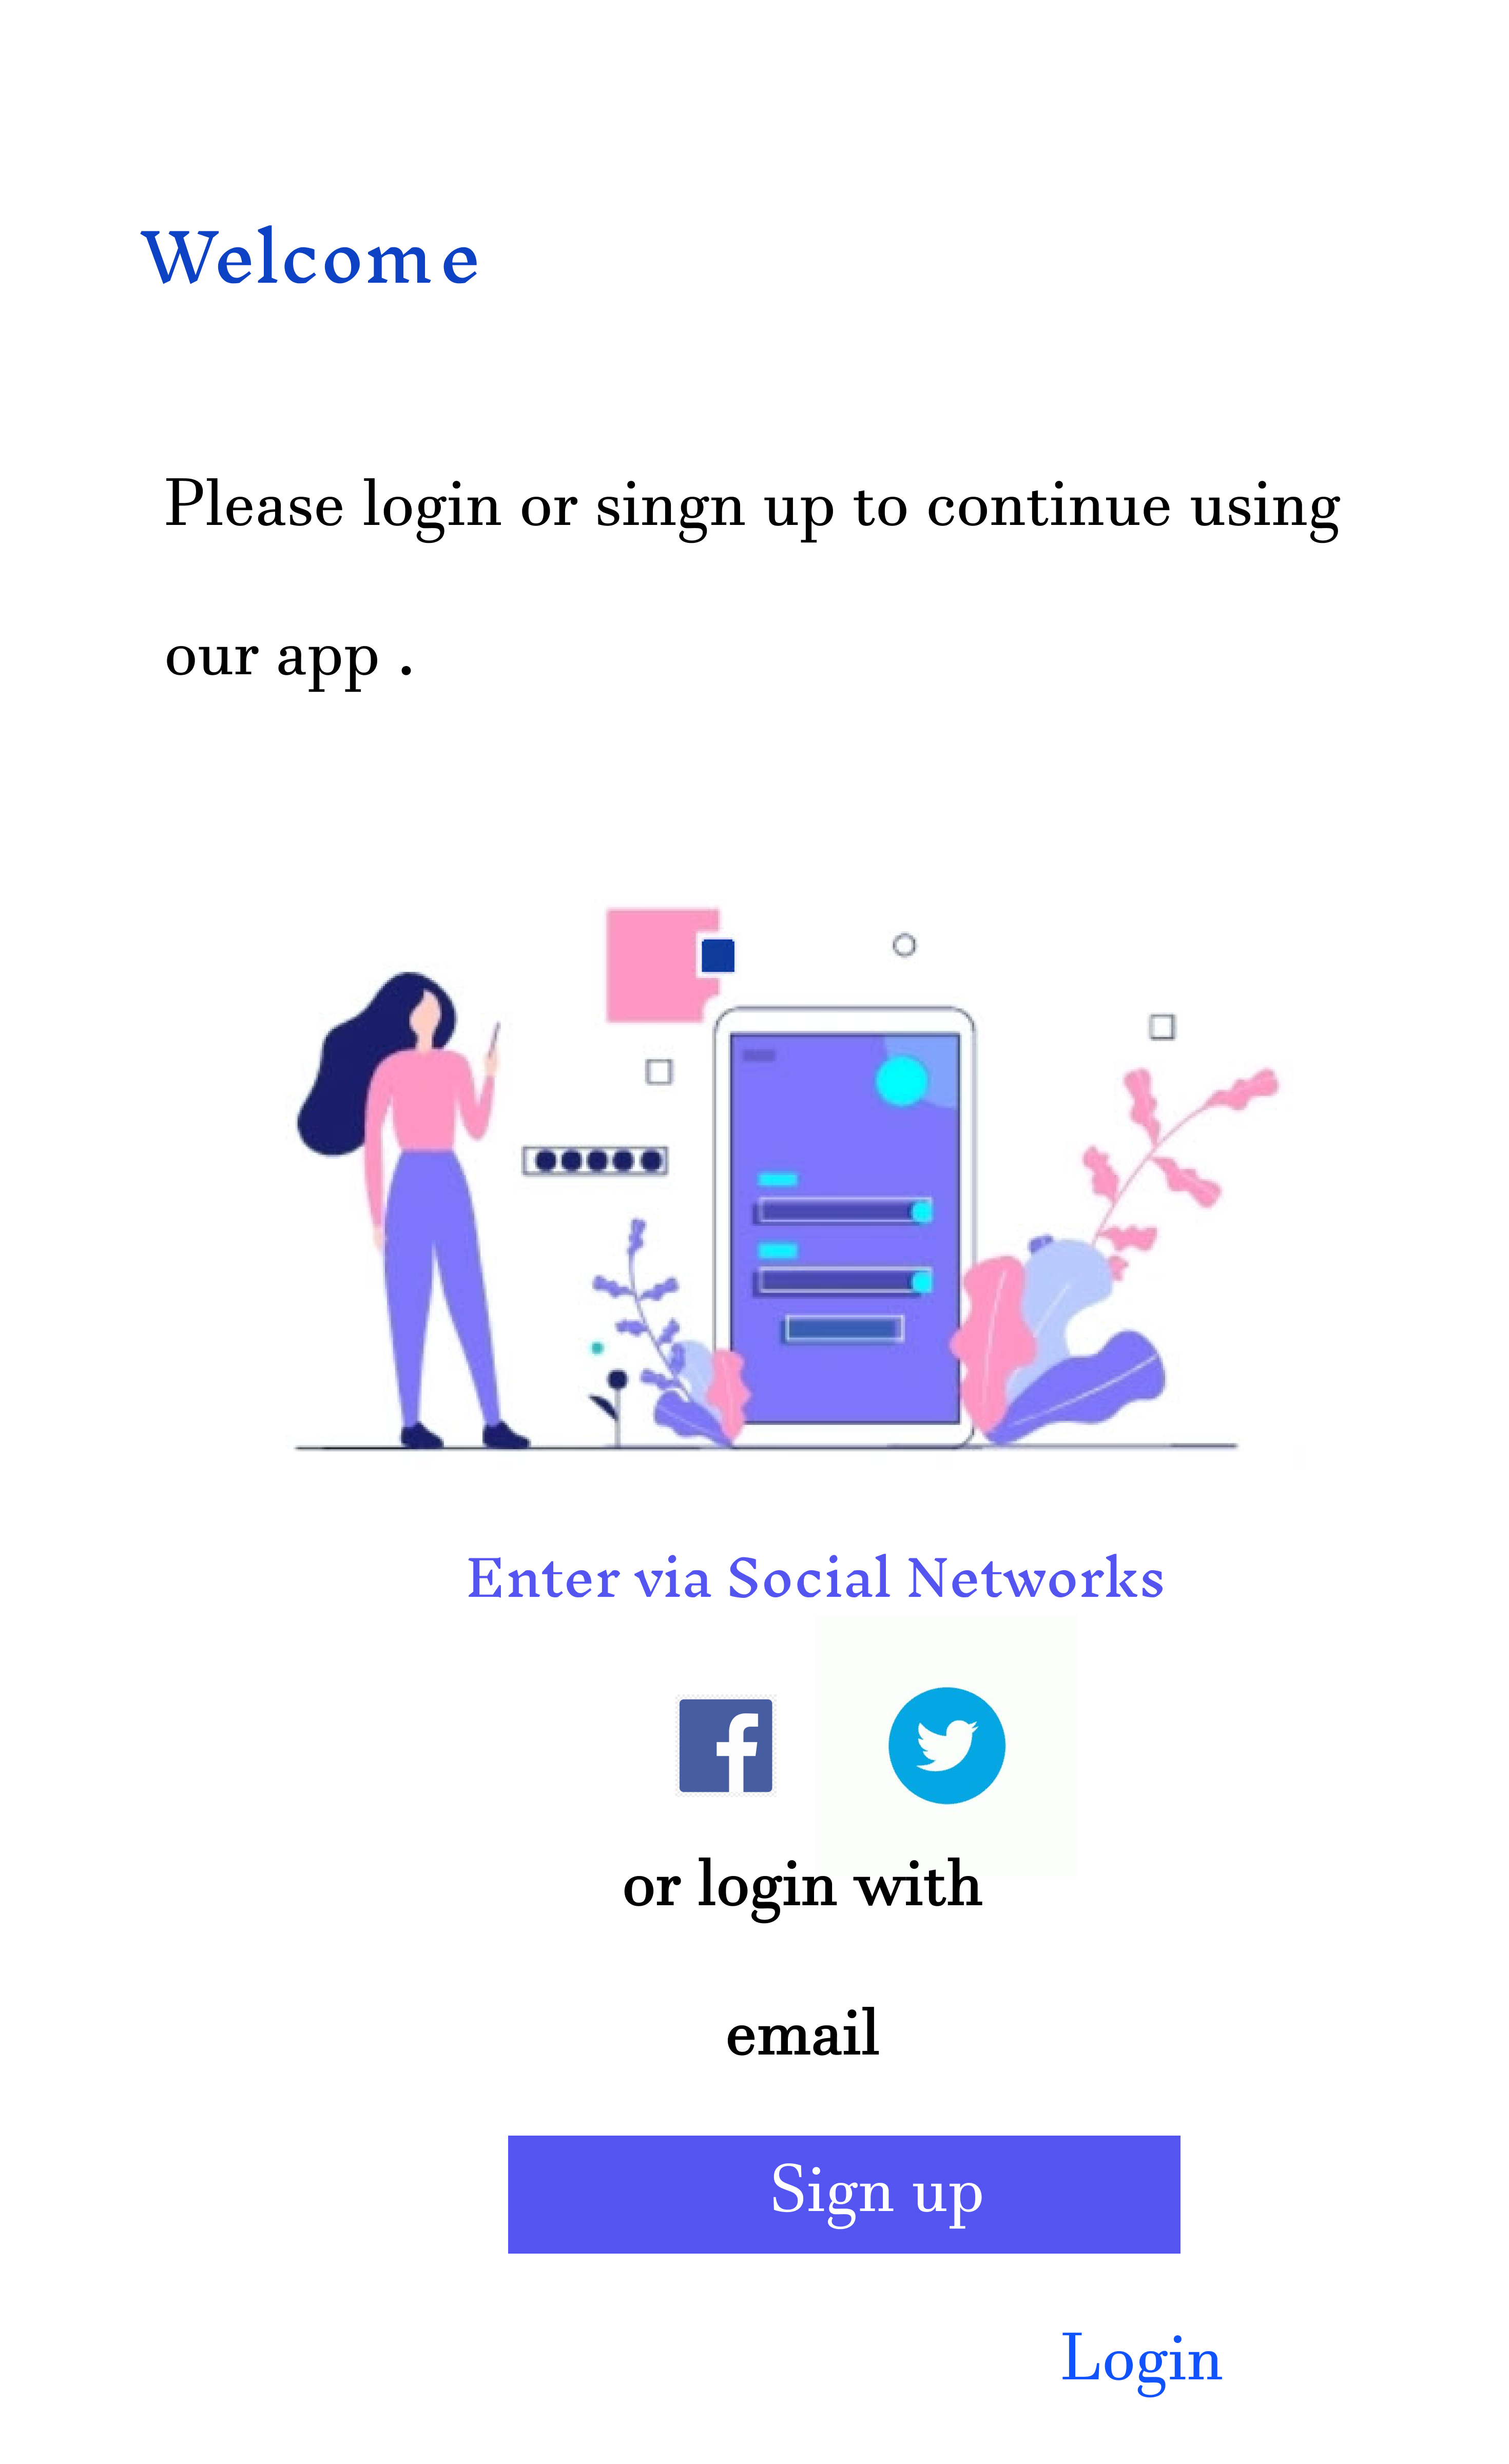 Welcome
Please login or singn up to continue using
our app .
Enter via Social Networks
or login with
email
Sign up
Login